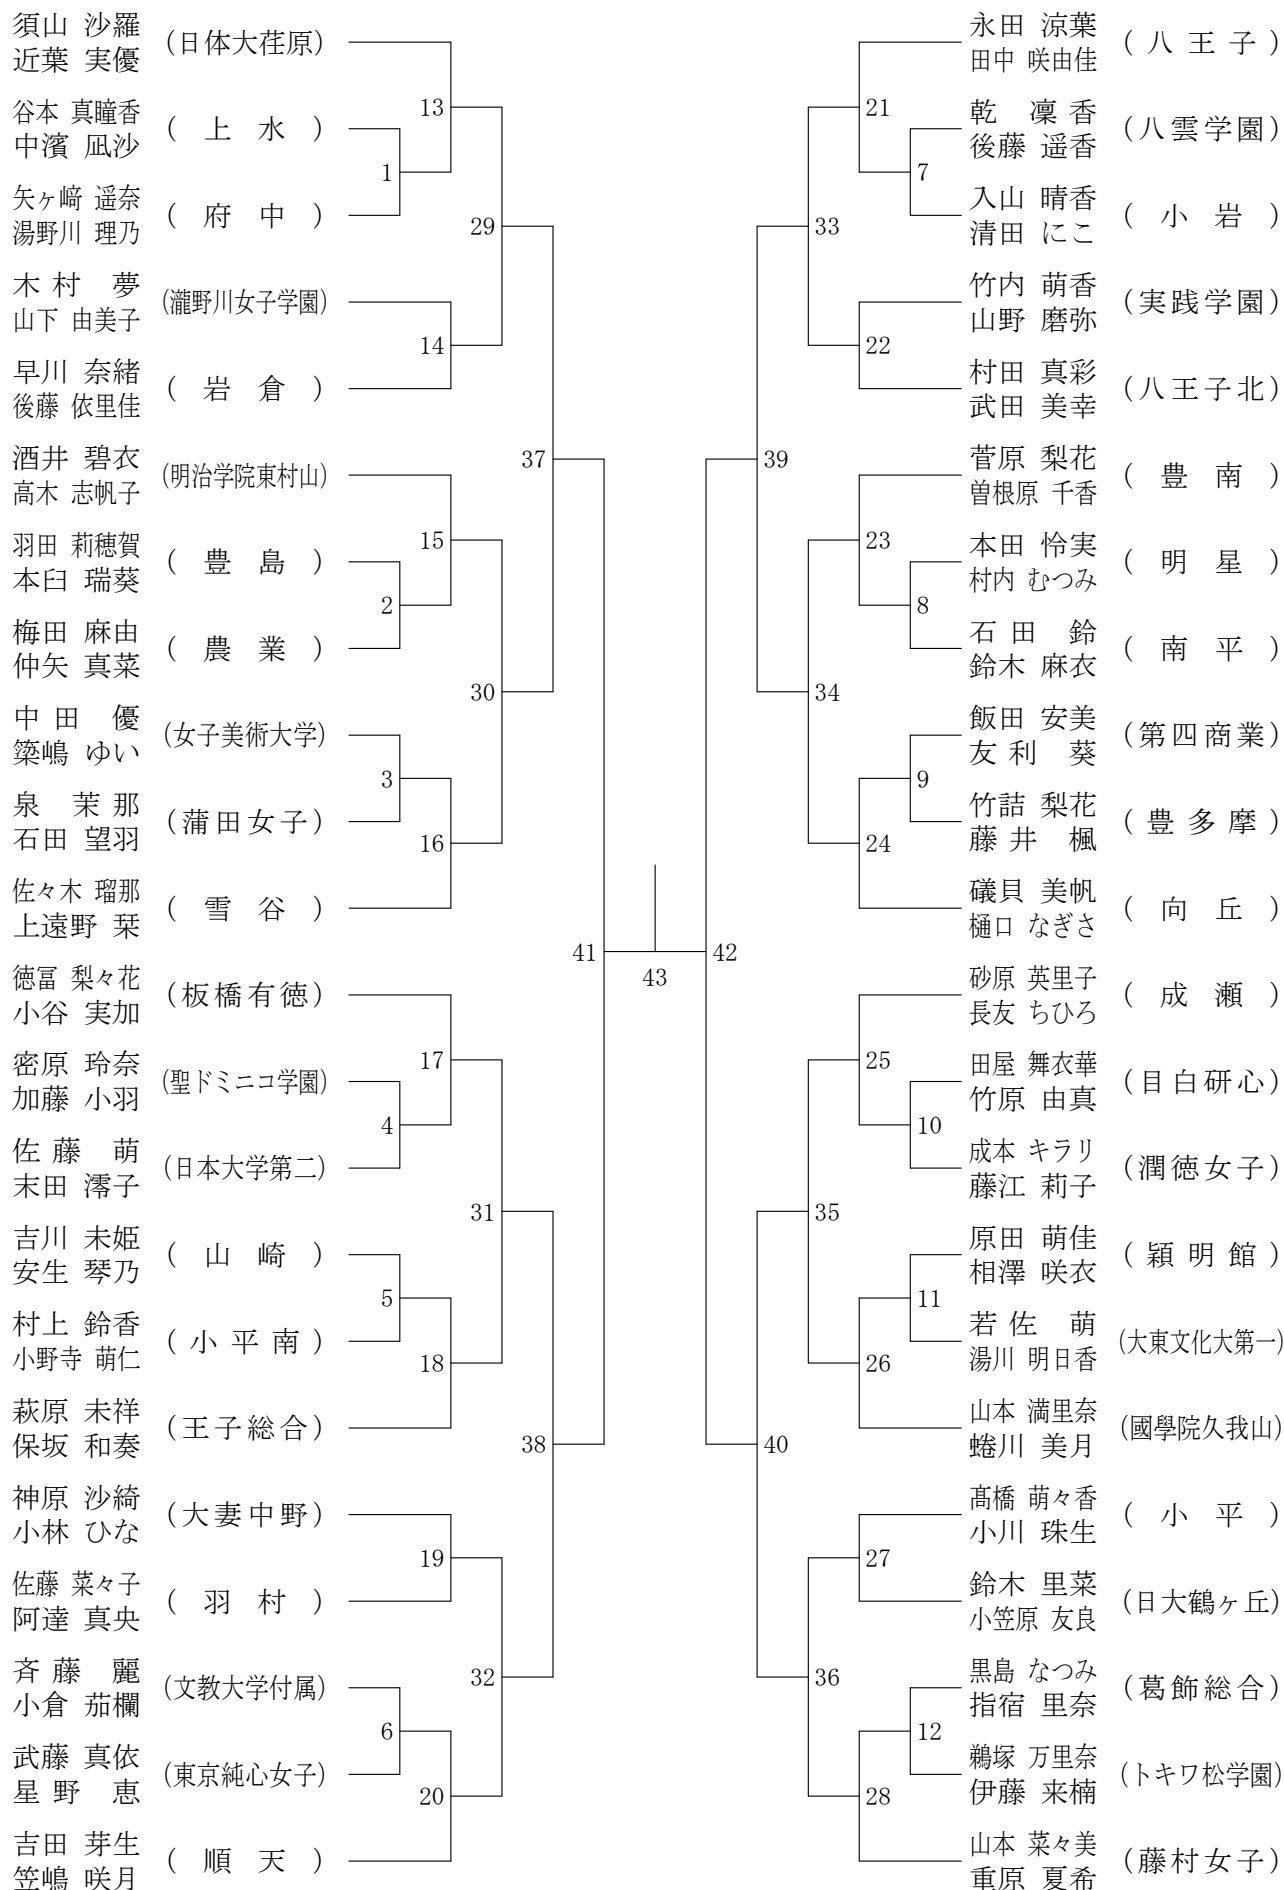 須山 沙羅
近葉 実優
(日体大荏原)
谷本 真瞳香
中濱 凪沙
(上水)
矢ヶ﨑 遥奈
湯野川 理乃
(府中)
木村 夢
山下 由美子
(瀧野川女子学園)
早川 奈緒
後藤 依里佳
(岩倉)
酒井 碧衣
高木 志帆子
(明治学院東村山)
羽田 莉穂賀
本臼 瑞葵
(豊島)
梅田 麻由
仲矢 真菜
(農業)
中田 優
簗嶋 ゆい
(女子美術大学)
泉 茉那
石田 望羽
(蒲田女子)
佐々木 瑠那
上遠野 栞
(雪谷)
徳冨 梨々花
小谷 実加
(板橋有徳)
密原 玲奈
加藤 小羽
(聖ドミニコ学園)
佐藤 萌
末田 澪子
(日本大学第二)
吉川 未姫
安生 琴乃
(山崎)
村上 鈴香
小野寺 萌仁
(小平南)
萩原 未祥
保坂 和奏
(王子総合)
神原 沙綺
小林 ひな
(大妻中野)
佐藤 菜々子
阿達 真央
(羽村)
斉藤 麗
小倉 茄欄
(文教大学付属)
武藤 真依
星野 恵
(東京純心女子)
吉田 芽生
笠嶋 咲月
(順天)
1
2
3
4
5
6
13
14
15
16
17
18
19
20
29
30
31
32
37
38
41
43
42
39
40
33
34
35
36
21
22
23
24
25
26
27
28
7
8
9
10
11
12
永田 涼葉
田中 咲由佳
(八王子)
乾 凜香
後藤 遥香
(八雲学園)
入山 晴香
清田 にこ
(小岩)
竹内 萌香
山野 磨弥
(実践学園)
村田 真彩
武田 美幸
(八王子北)
菅原 梨花
曽根原 千香
(豊南)
本田 怜実
村内 むつみ
(明星)
石田 鈴
鈴木 麻衣
(南平)
飯田 安美
友利 葵
(第四商業)
竹詰 梨花
藤井 楓
(豊多摩)
礒貝 美帆
樋口 なぎさ
(向丘)
砂原 英里子
長友 ちひろ
(成瀬)
田屋 舞衣華
竹原 由真
(目白研心)
成本 キラリ
藤江 莉子
(潤徳女子)
原田 萌佳
相澤 咲衣
(穎明館)
若佐 萌
湯川 明日香
(大東文化大第一)
山本 満里奈
蜷川 美月
(國學院久我山)
髙橋 萌々香
小川 珠生
(小平)
鈴木 里菜
小笠原 友良
(日大鶴ヶ丘)
黒島 なつみ
指宿 里奈
(葛飾総合)
鵜塚 万里奈
伊藤 来楠
(トキワ松学園)
山本 菜々美
重原 夏希
(藤村女子)